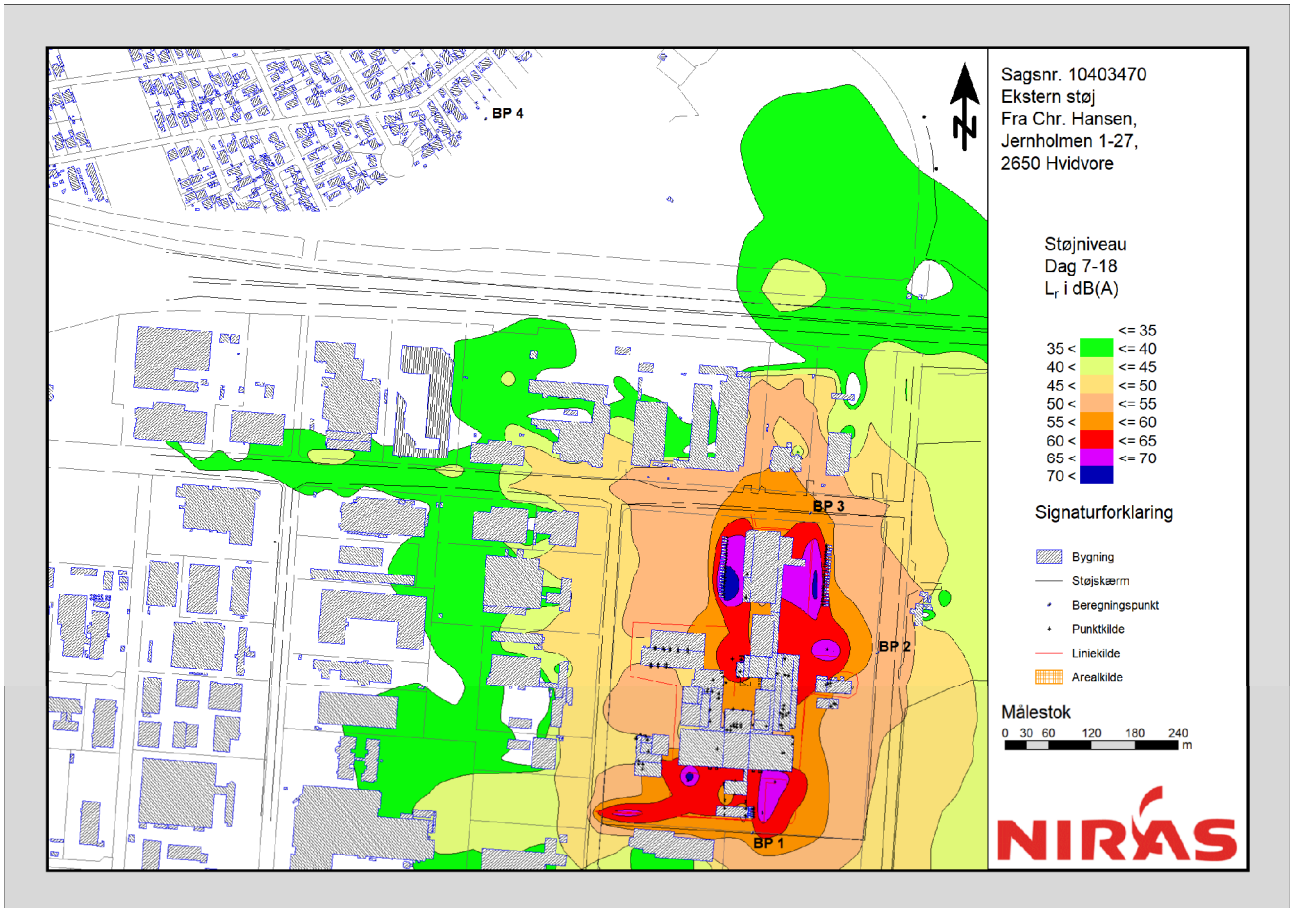 BP 4
BP 3
BP 2
BP 1
N
Sagsnr. 10403470
Ekstern støj
Fra Chr. Hansen,
Jernholmen 1-27,
2650 Hvidvore
Støjniveau
Dag 7-18
Lr i dB(A)
<= 35
35 < <= 40
40 < <= 45
45 < <= 50
50 < <= 55
55 < <= 60
60 < <= 65
65 < <= 70
70 <
Signaturforklaring
Bygning
Støjskærm
Beregningspunkt
Punktkilde
Liniekilde
Arealkilde
Målestok
0 30 60 120 180 240
m
NIRAS